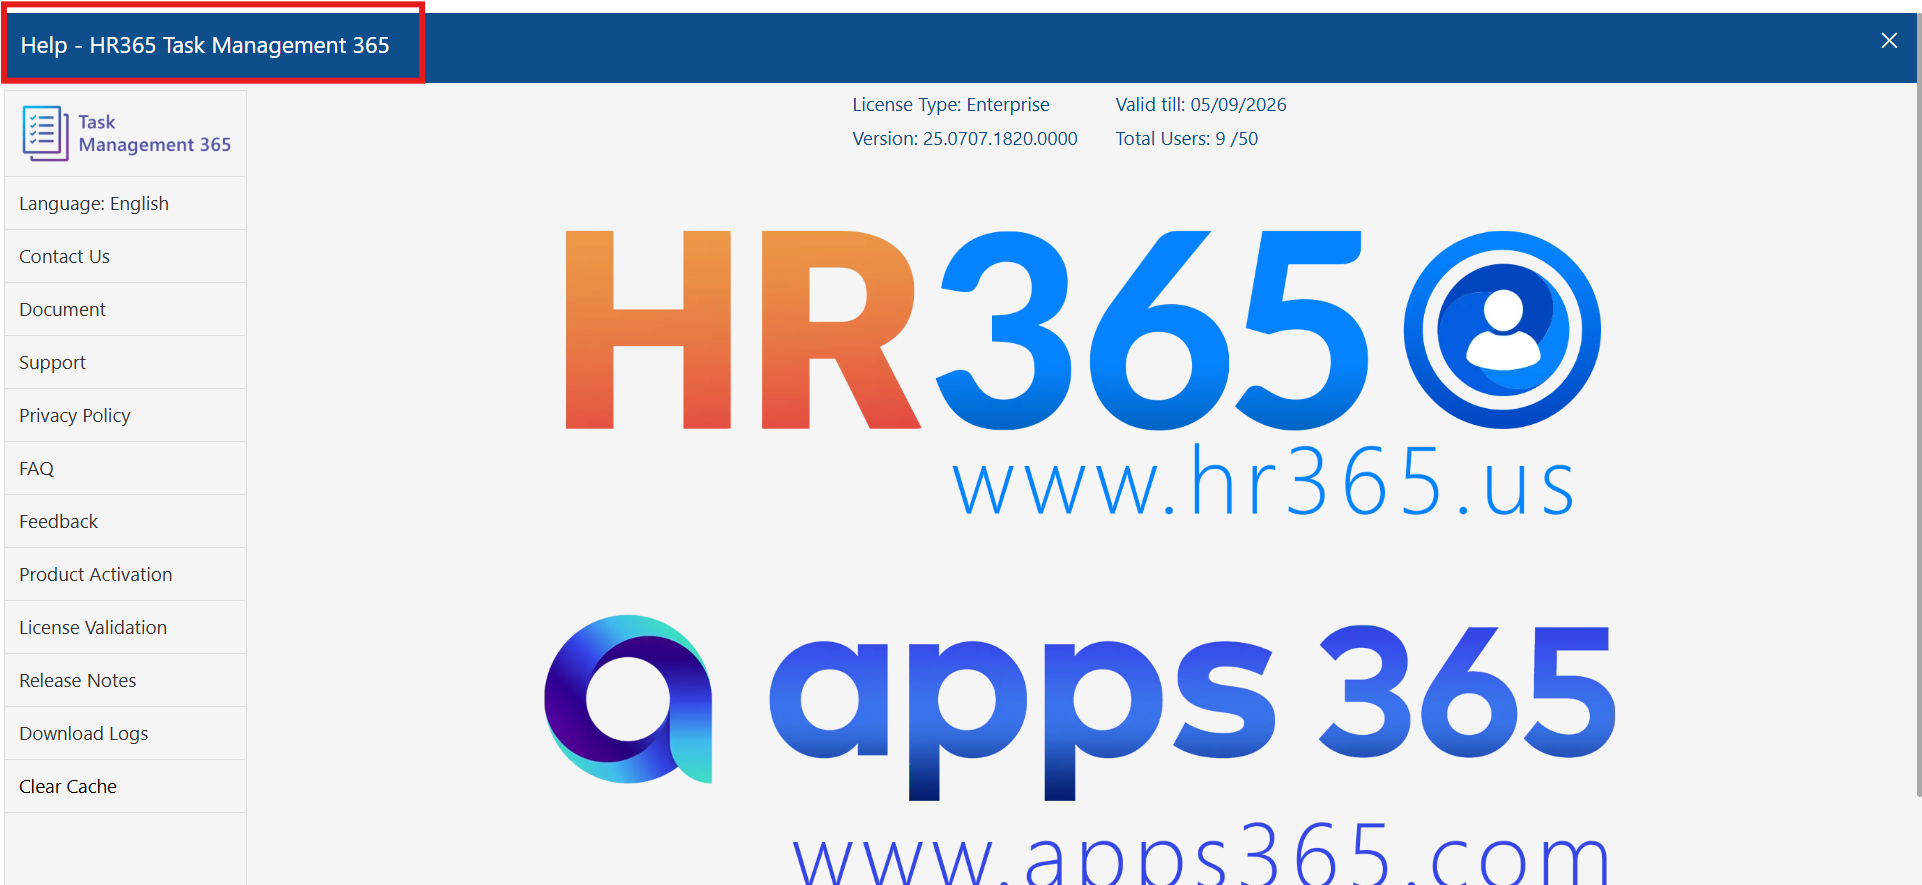 Help - HR365 Task Management 365
Task
Management 365
Language: English
Contact Us
Document
Support
Privacy Policy
FAQ
Feedback
Product Activation
License Validation
Release Notes
Download Logs
Clear Cache
License Type: Enterprise
Valid till: 05/09/2026
Version: 25.0707.1820.0000
Total Users: 9 /50
HR365
www.hr365.us
apps 365
www.apps365.com